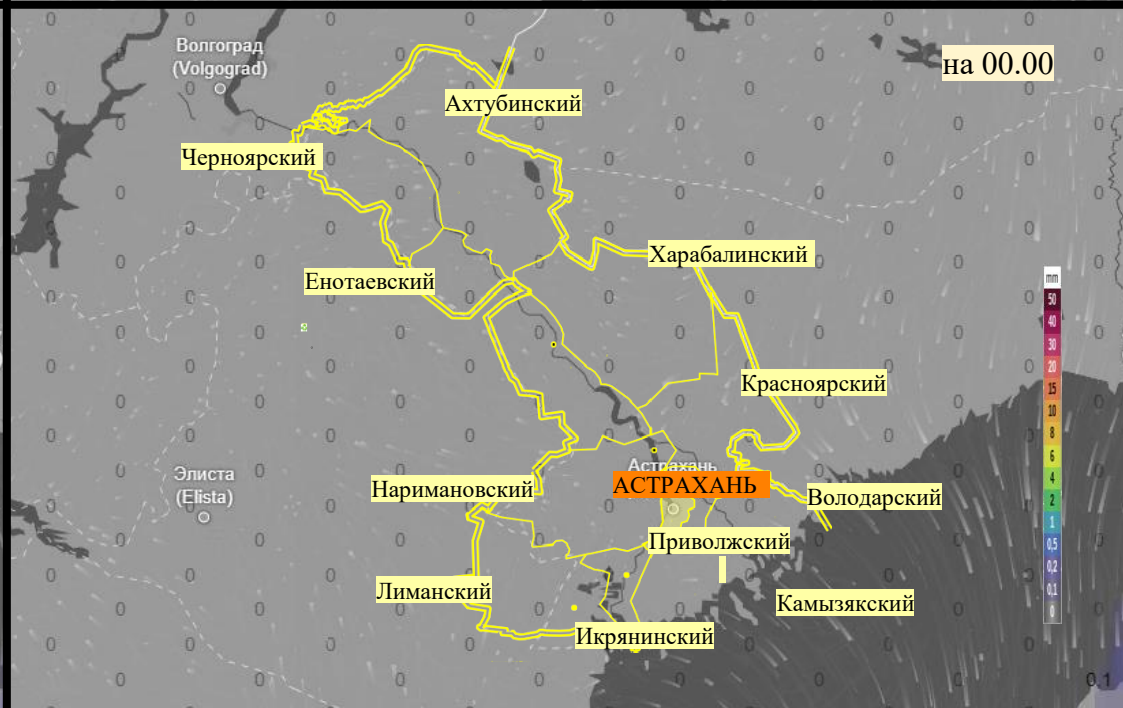 Волгоград
(Volgograd)
на 00.00
Ахтубинский
Черноярский
Харабалинский
Енотаевский
mm
50
40
30
20
15
10
8
6
4
2
1
0,5
0,2
0,1
0
Красноярский
Астрахань
АСТРАХАНЬ
Элиста
(Elista)
Наримановский
Володарский
Приволжский
Лиманский
Камызякский
Икрянинский
0,1